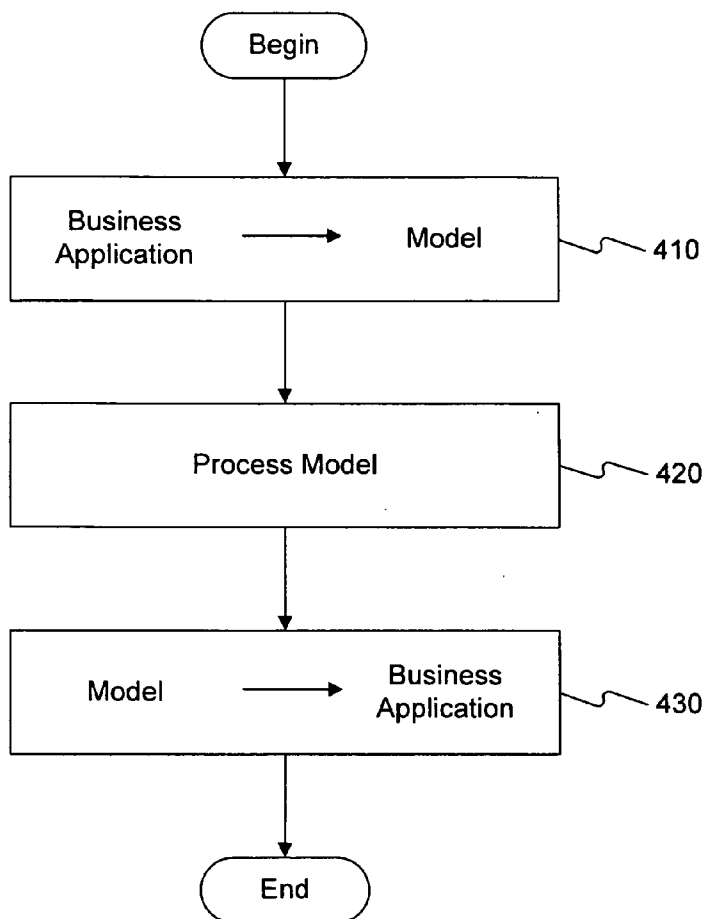 Begin
Business
Application
Model
410
Process Model
420
Model
Business
Application
430
End